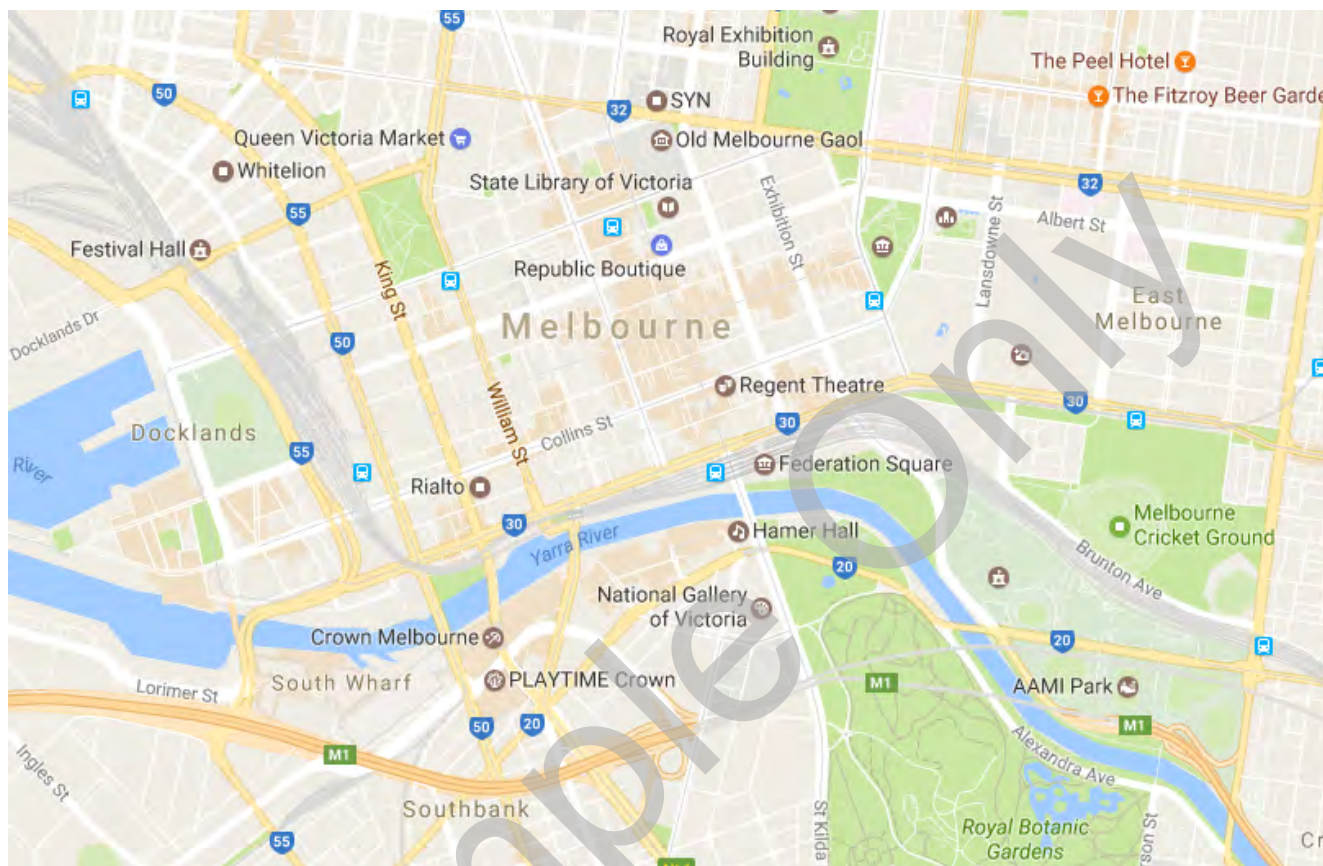 55
Royal Exhibition
Building
The Peel Hotel
50
SYN
The Fitzroy Beer Garde
32
Queen Victoria Market
Old Melbourne Gaol
Whitelion
State Library of Victoria
32
55
Exhibition St
Albert St
Lansdowne St
Festival Hall
King St
Republic Boutique
East
Melbourne
Docklands Dr
Melbourne
50
William St
Regent Theatre
30
30
Docklands
Collins St
55
River
Federation Square
Rialto
30
Yarra River
Hamer Hall
Melbourne
Cricket Ground
Brunton Ave
20
National Gallery
of Victoria
Crown Melbourne
20
Lorimer St
South Wharf
PLAYTIME Crown
M1
AAMI Park
50
20
M1
M1
Alexandra Ave
Ingles St
Southbank
St Kilda
Royal Botanic
Gardens
son St
55
Cr
only